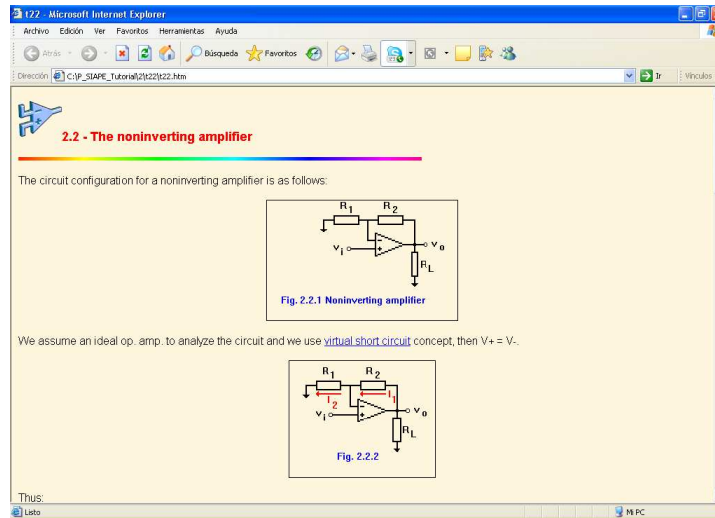 t22 - Microsoft Internet Explorer
Archivo Edición Ver Favoritos Herramientas Ayuda
Atrás Búsqueda Favoritos
Dirección C:\P_SIAPE_Tutorial\2\t22\t22.htm Ir Vínculos
2.2 - The noninverting amplifier
The circuit configuration for a noninverting amplifier is as follows:
R1 R2
vi vo
RL
Fig. 2.2.1 Noninverting amplifier
We assume an ideal op. amp. to analyze the circuit and we use virtual short circuit concept, then V+ = V-.
R1 R2
I2 I1
vi vo
RL
Fig. 2.2.2
Thus:
Listo Mi PC